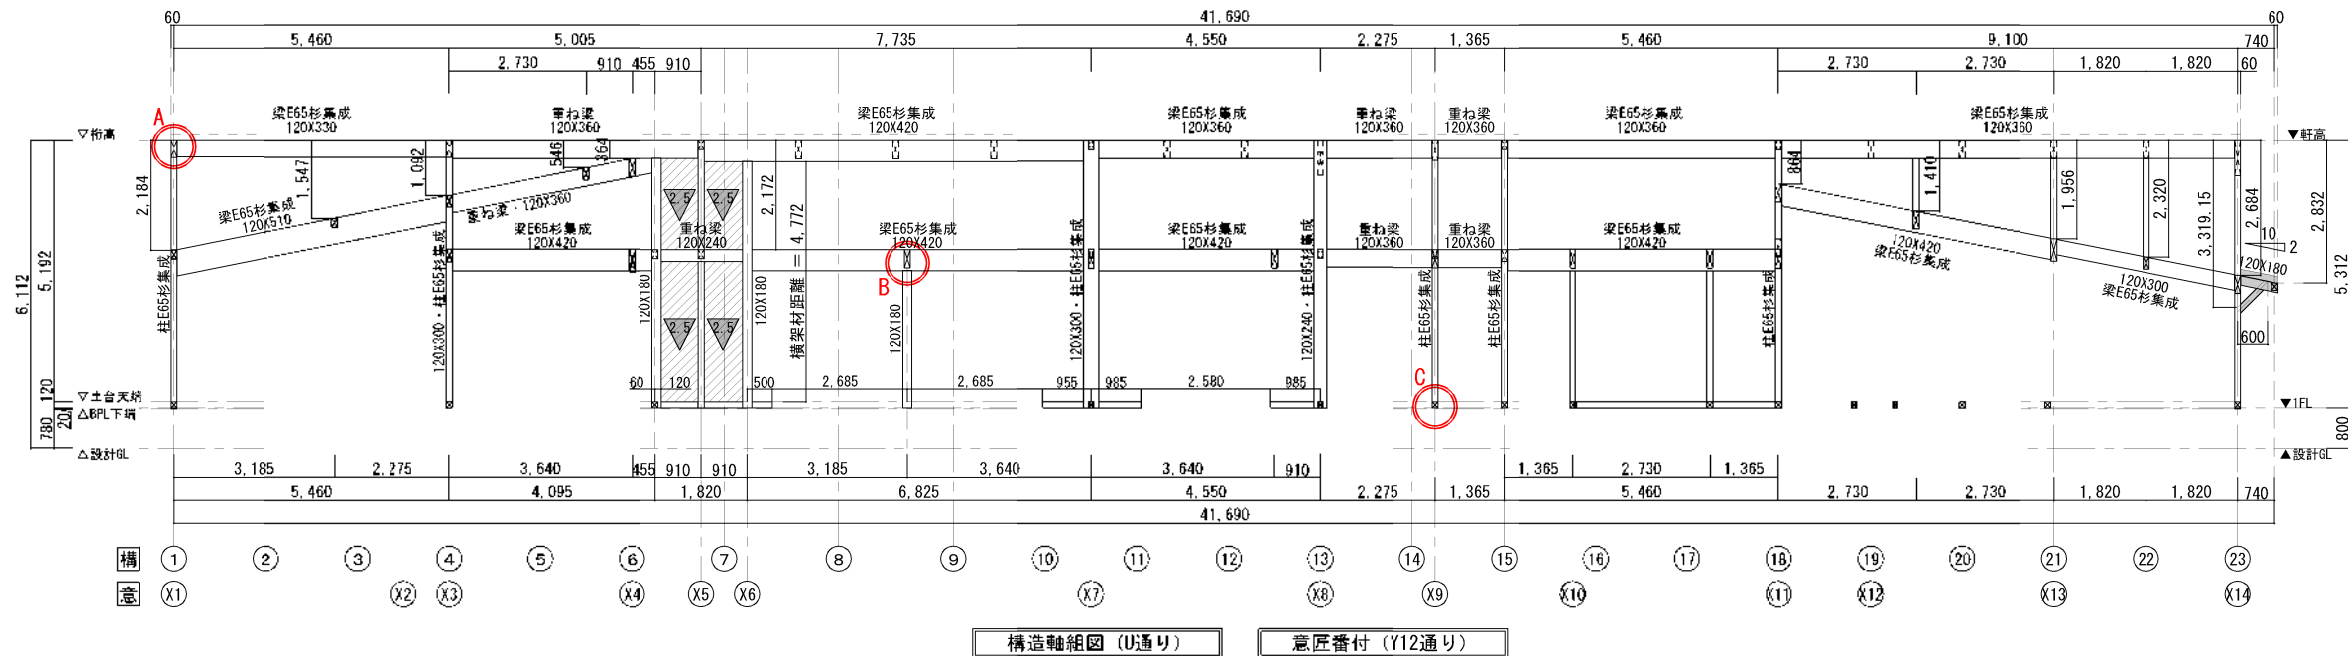 60 41,690 60
5,460 5,005 7,735 4,550 2,275 1,365 5,460 9,100 740
2,730 910 455 910 2,730 2,730 1,820 1,820 60
A
梁E65杉集成
120X330
重ね梁
120X360
梁E65杉集成
120X420
梁E65杉集成
120X360
重ね梁
120X360
重ね梁
120X360
梁E65杉集成
120X360
梁E65杉集成
120X360
▽桁高
▼軒高
2,184
1,547
1,092
546
364
2,172
864
1,410
1,956
2,320
3,319.15
2,684
2,832
10
2
梁E65杉集成
120X510
重ね梁・120X360
梁E65杉集成
120X420
重ね梁
120X240
梁E65杉集成
120X420
梁E65杉集成
120X420
重ね梁
120X360
重ね梁
120X360
梁E65杉集成
120X420
120X420
梁E65杉集成
120X300
梁E65杉集成
120X180
2.5 2.5
2.5 2.5
B
C
6,112
5,192
120
20
780
柱E65杉集成
120X300・柱E65杉集成
120X180
120X180
横架材距離 = 4,772
120X180
120X300・柱E65杉集成
120X240・柱E65杉集成
柱E65杉集成
柱E65杉集成
柱E65杉集成
600
5,312
800
60 120 500 2,685 2,685 955 985 2,580 985
▽土台天端
△BPL下端
△設計GL
▼1FL
▲設計GL
3,185 2,275 3,640 455 910 910 3,185 3,640 3,640 910 1,365 2,730 1,365
5,460 4,095 1,820 6,825 4,550 2,275 1,365 5,460 2,730 2,730 1,820 1,820 740
41,690
構 1 2 3 4 5 6 7 8 9 10 11 12 13 14 15 16 17 18 19 20 21 22 23
意 X1 X2 X3 X4 X5 X6 X7 X8 X9 X10 X11 X12 X13 X14
構造軸組図（U通り） 意匠番付（Y12通り）